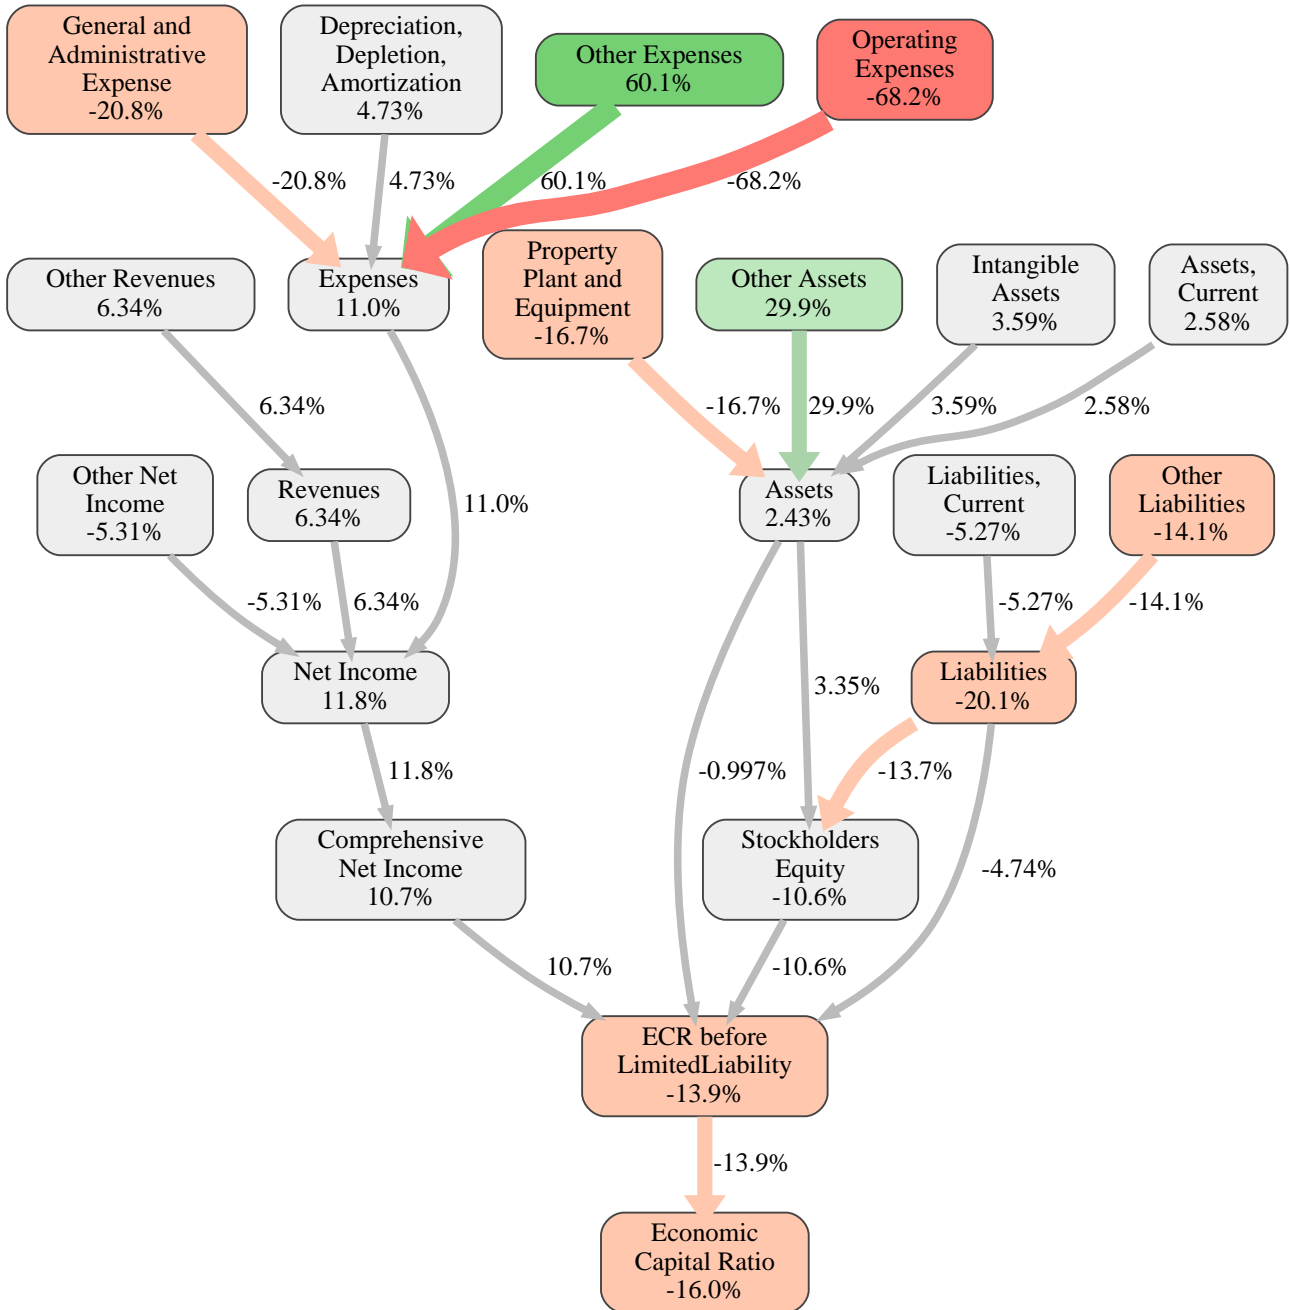 General and
Administrative
Expense
-20.8%
Depreciation,
Depletion,
Amortization
4.73%
Other Expenses
60.1%
Operating
Expenses
-68.2%
-20.8%
4.73%
60.1%
-68.2%
Other Revenues
6.34%
Expenses
11.0%
Property
Plant and
Equipment
-16.7%
Other Assets
29.9%
Intangible
Assets
3.59%
Assets,
Current
2.58%
6.34%
-16.7%
29.9%
3.59%
2.58%
Other Net
Income
-5.31%
Revenues
6.34%
11.0%
Assets
2.43%
Liabilities,
Current
-5.27%
Other
Liabilities
-14.1%
-5.31%
6.34%
-5.27%
-14.1%
Net Income
11.8%
3.35%
Liabilities
-20.1%
11.8%
-0.997%
-13.7%
Comprehensive
Net Income
10.7%
Stockholders
Equity
-10.6%
-4.74%
10.7%
-10.6%
ECR before
LimitedLiability
-13.9%
-13.9%
Economic
Capital Ratio
-16.0%